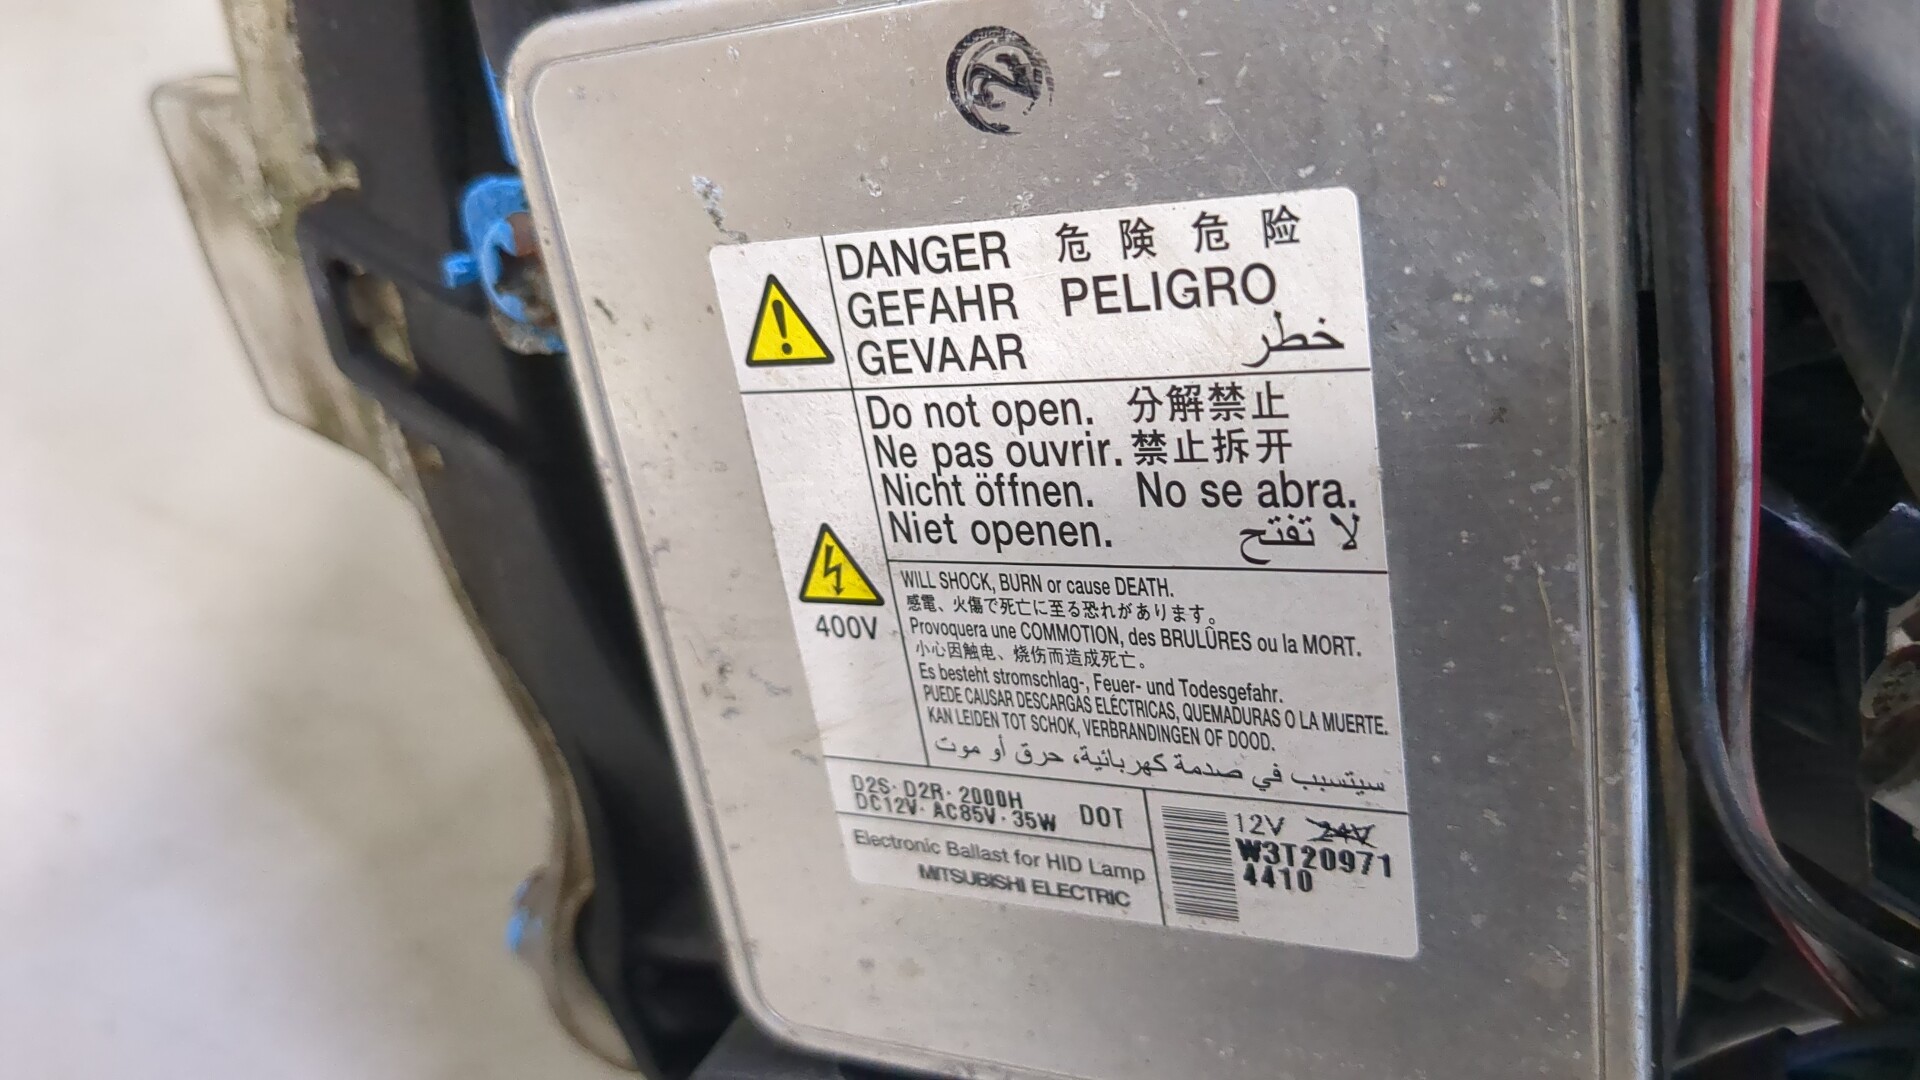 DANGER 危険 危险
GEFAHR PELIGRO
GEVAAR خطر
Do not open. 分解禁止
Ne pas ouvrir. 禁止拆开
Nicht öffnen. No se abra.
Niet openen. لا تفتح
400V
WILL SHOCK, BURN or cause DEATH.
感電、火傷で死亡に至る恐れがあります。
Provoquera une COMMOTION, des BRULÛRES ou la MORT.
小心因触电、烧伤而造成死亡。
Es besteht stromschlag-, Feuer- und Todesgefahr.
PUEDE CAUSAR DESCARGAS ELÉCTRICAS, QUEMADURAS O LA MUERTE.
KAN LEIDEN TOT SCHOK, VERBRANDINGEN OF DOOD.
سيتسبب في صدمة كهربائية، حرق أو موت
D2S· D2R· 2000H
DC12V· AC85V· 35W DOT
Electronic Ballast for HID Lamp
MITSUBISHI ELECTRIC
12V 24V
W3T20971
4410